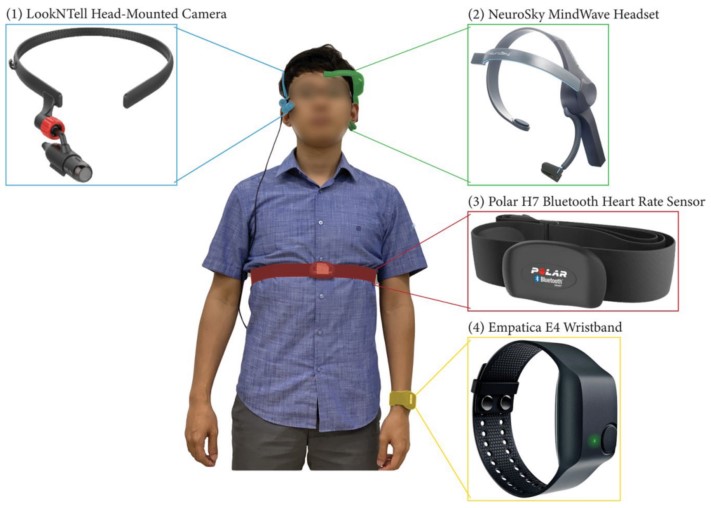 (1) LookNTell Head-Mounted Camera
(2) NeuroSky MindWave Headset
(3) Polar H7 Bluetooth Heart Rate Sensor
POLAR
Bluetooth
(4) Empatica E4 Wristband